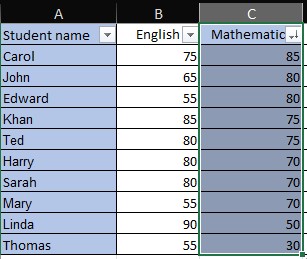 A B C
Student name English Mathematic
Carol 75 85
John 65 80
Edward 55 80
Khan 85 75
Ted 80 75
Harry 80 70
Sarah 80 70
Mary 55 70
Linda 90 50
Thomas 55 30